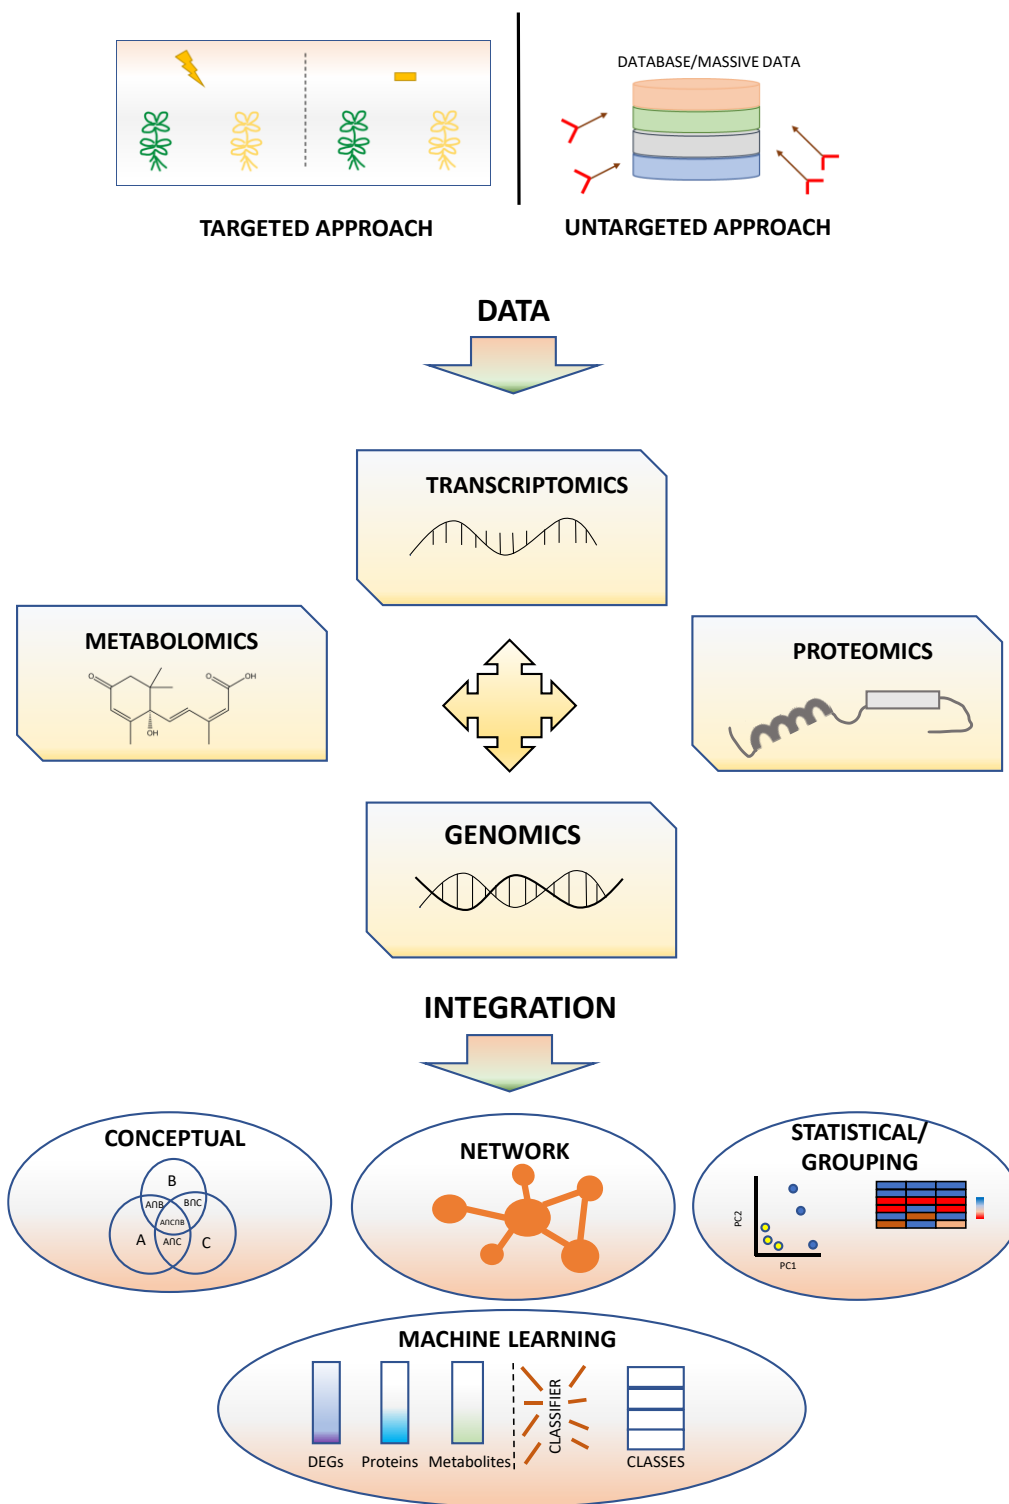 DATABASE/MASSIVE DATA
TARGETED APPROACH
UNTARGETED APPROACH
DATA
TRANSCRIPTOMICS
METABOLOMICS
O
O
OH
OH
PROTEOMICS
GENOMICS
INTEGRATION
CONCEPTUAL
B
A∩B
B∩C
A∩C∩B
A
A∩C
C
NETWORK
STATISTICAL/
GROUPING
PC2
PC1
MACHINE LEARNING
CLASSIFIER
DEGs
Proteins
Metabolites
CLASSES